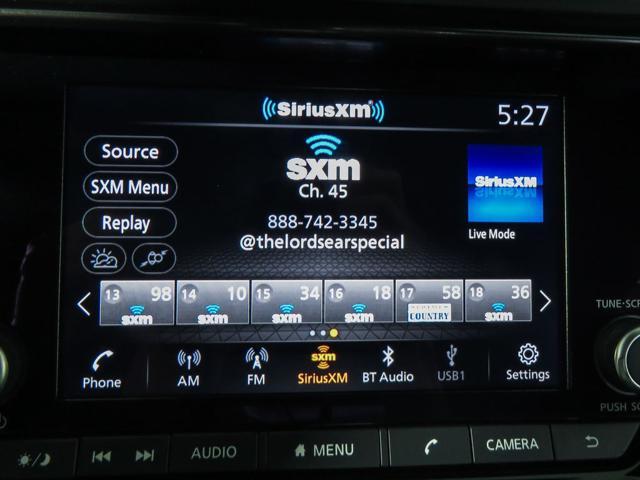 SiriusXM
5:27
Source
sxm
SXM Menu
Ch. 45
SiriusXM
Replay
888-742-3345
@thelordsearspecial
Live Mode
13 98 14 10 15 34 16 18 17 58 18 36
sxm sxm sxm sxm COUNTRY sxm
TUNE·SC
Phone AM FM sxm SiriusXM BT Audio USB1 Settings
PUSH SO
AUDIO MENU CAMERA